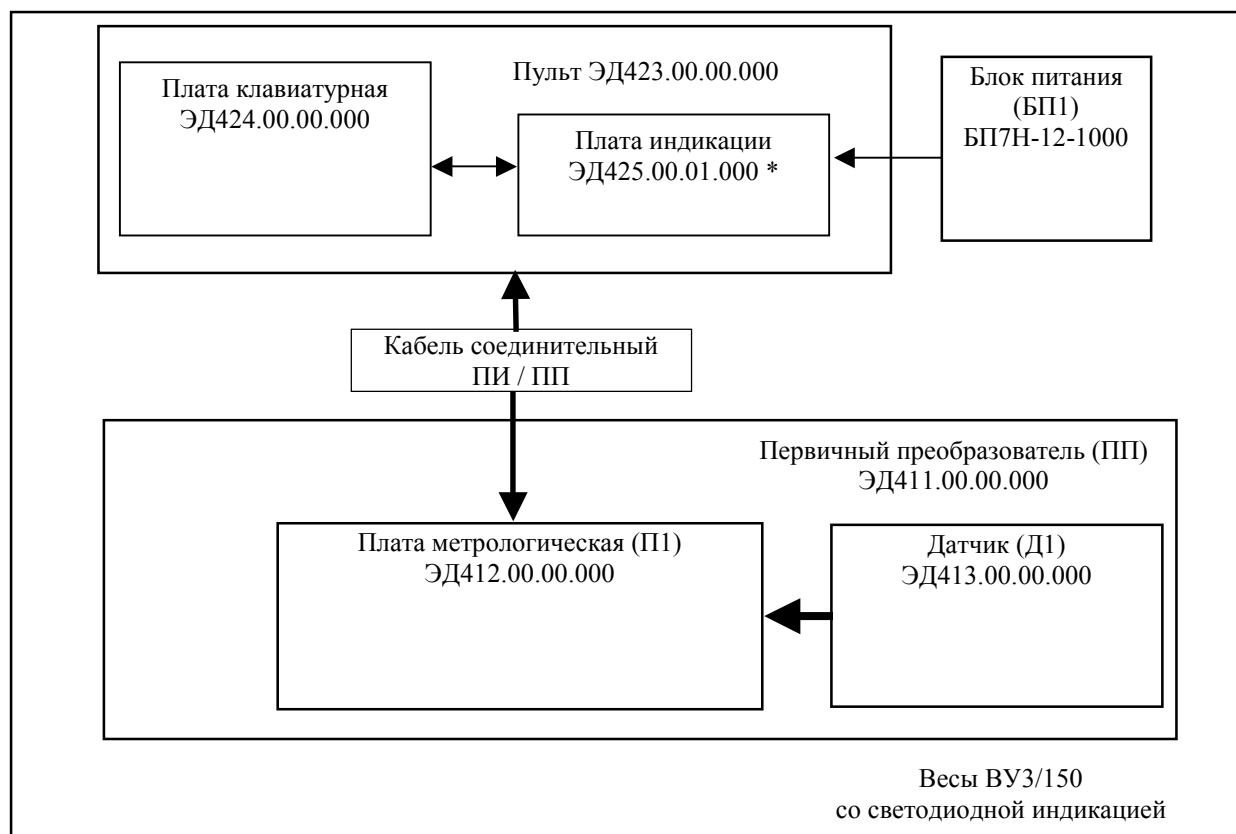 Пульт ЭД423.00.00.000
Плата клавиатурная
ЭД424.00.00.000
Плата индикации
ЭД425.00.01.000 *
Блок питания
(БП1)
БП7Н-12-1000
Кабель соединительный
ПИ / ПП
Первичный преобразователь (ПП)
ЭД411.00.00.000
Плата метрологическая (П1)
ЭД412.00.00.000
Датчик (Д1)
ЭД413.00.00.000
Весы ВУ3/150
со светодиодной индикацией